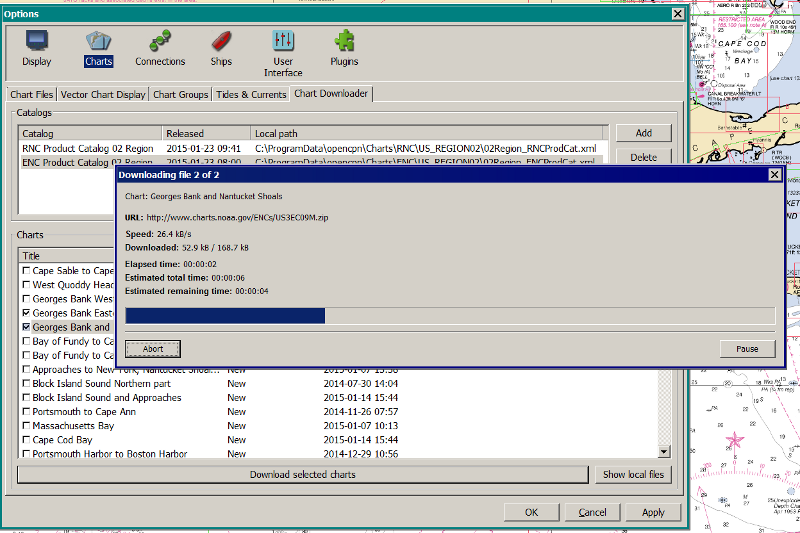 Options
Display
Charts
Connections
Ships
User
Interface
Plugins
Chart Files
Vector Chart Display
Chart Groups
Tides & Currents
Chart Downloader
Catalogs
Catalog Released Local path
RNC Product Catalog 02 Region 2015-01-23 09:41 C:\ProgramData\opencpn\Charts\RNC\US_REGION02\02Region_RNCProdCat.xml
ENC Product Catalog 02 Region 2015-01-23 08:00 C:\ProgramData\opencpn\Charts\ENC\US_REGION02\02Region_ENCProdCat.xml
Add
Delete
Downloading file 2 of 2
Chart: Georges Bank and Nantucket Shoals
URL: http://www.charts.noaa.gov/ENCs/US3EC09M.zip
Speed: 26.4 kB/s
Downloaded: 52.9 kB / 168.7 kB
Elapsed time: 00:00:02
Estimated total time: 00:00:06
Estimated remaining time: 00:00:04
Abort
Pause
Charts
Title
Cape Sable to Cape
West Quoddy Head
Georges Bank West
Georges Bank Easte
Georges Bank and
Bay of Fundy to Ca
Bay of Fundy to Ca
Approaches to New York, Nantucket Shoal... New 2015-01-07 13:38
Block Island Sound Northern part New 2014-07-30 14:04
Block Island Sound and Approaches New 2015-01-14 15:44
Portsmouth to Cape Ann New 2014-11-26 07:57
Massachusetts Bay New 2015-01-07 10:13
Cape Cod Bay New 2015-01-14 15:44
Portsmouth Harbor to Boston Harbor New 2014-12-29 10:56
Download selected charts
Show local files
OK
Cancel
Apply
RESTRICTED AREA
CAPE COD
BAY
CANAL BREAKWATER LT
HORN